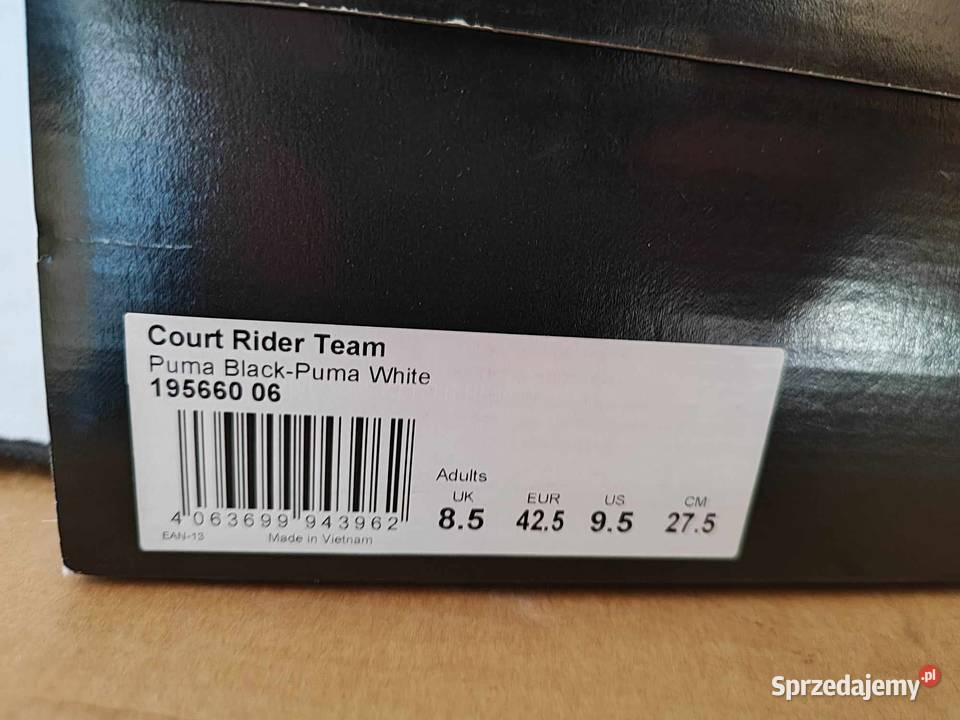 Court Rider Team
Puma Black-Puma White
195660 06
Adults
UK EUR US CM
8.5 42.5 9.5 27.5
4 063699 943962
EAN-13 Made in Vietnam
Sprzedajemy.pl